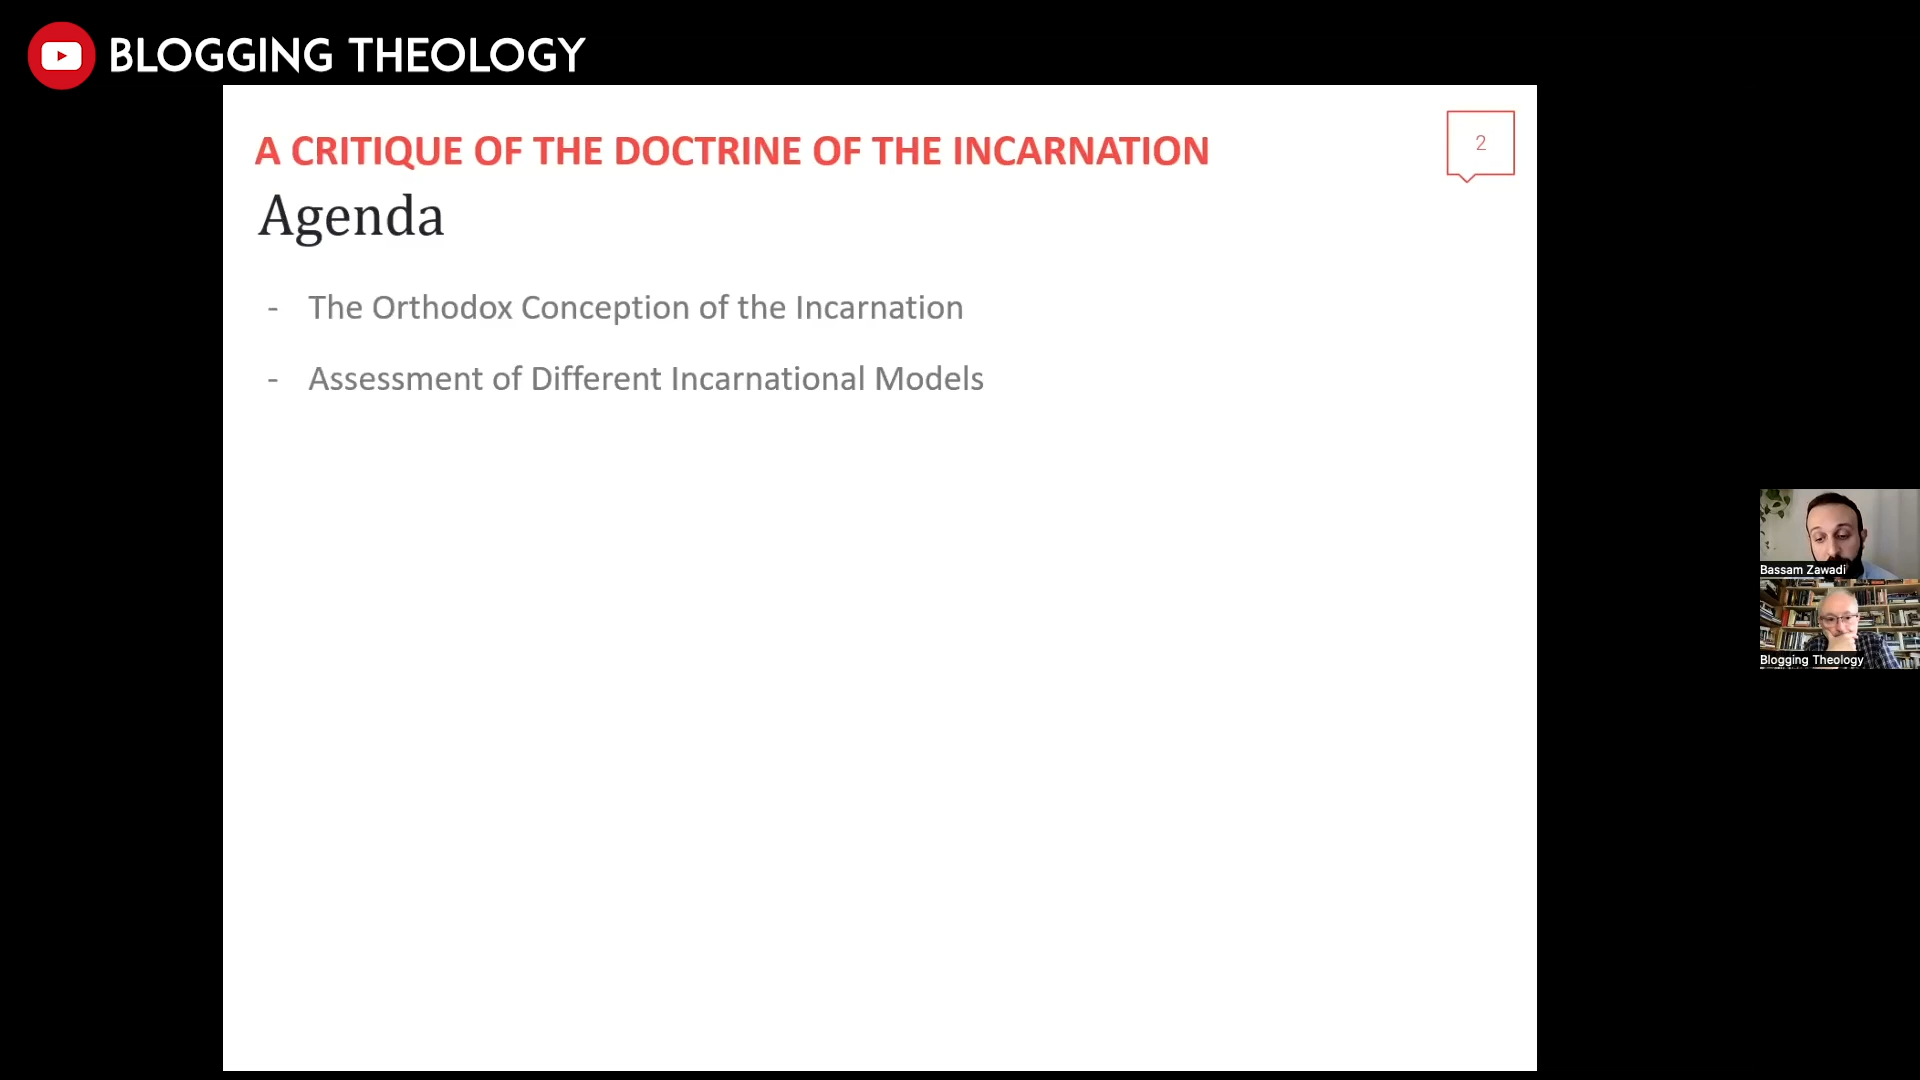 BLOGGING THEOLOGY
A CRITIQUE OF THE DOCTRINE OF THE INCARNATION
2
Agenda
- The Orthodox Conception of the Incarnation
- Assessment of Different Incarnational Models
Bassam Zawadi
Blogging Theology